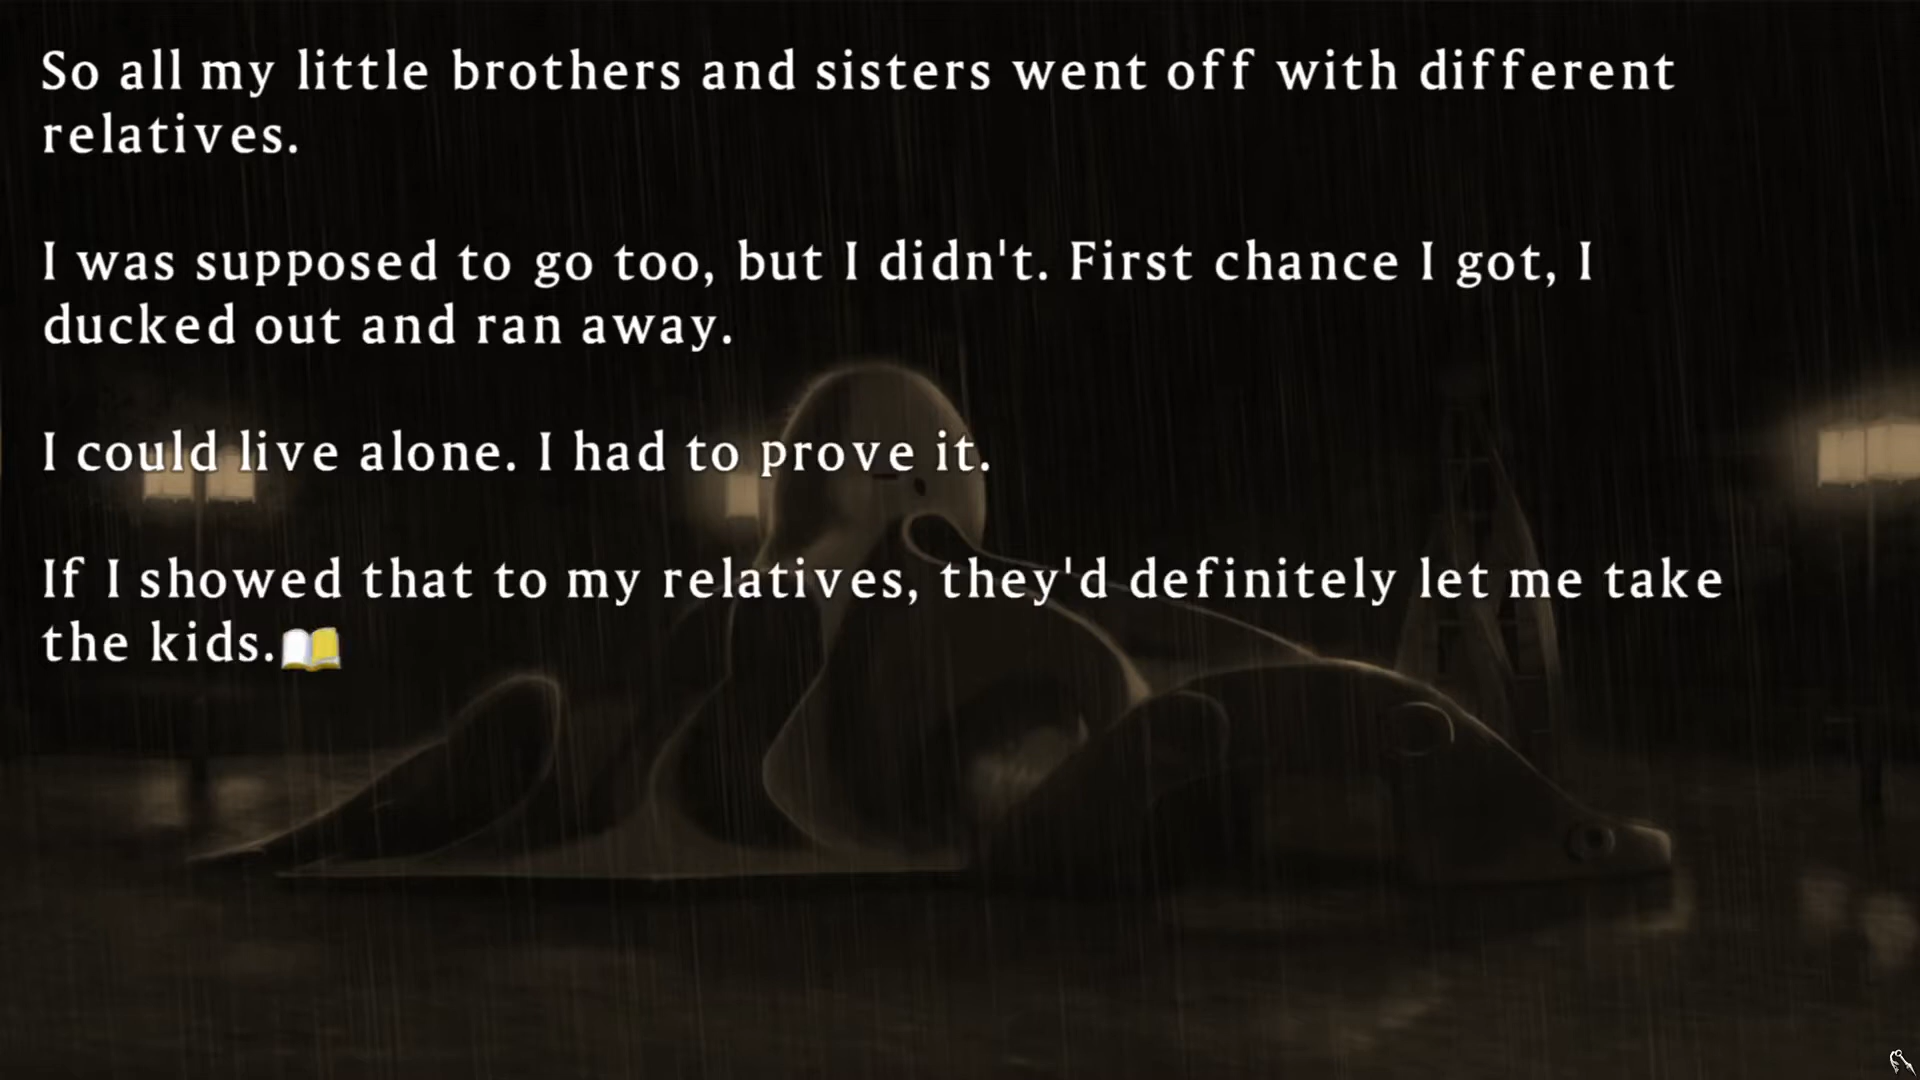 So all my little brothers and sisters went off with different
relatives.
I was supposed to go too, but I didn't. First chance I got, I
ducked out and ran away.
I could live alone. I had to prove it.
If I showed that to my relatives, they'd definitely let me take
the kids.